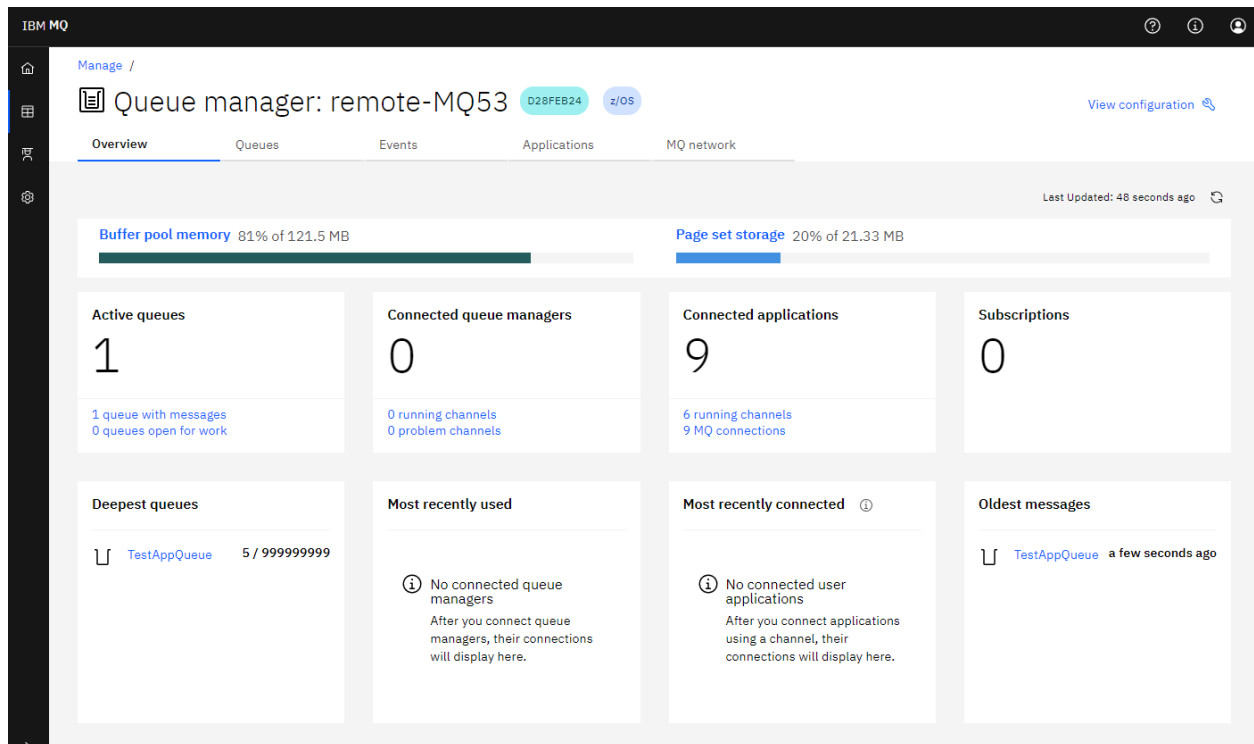 IBM MQ
Manage /
Queue manager: remote-MQ53 D28FEB24 z/OS
View configuration
Overview Queues Events Applications MQ network
Last Updated: 48 seconds ago
Buffer pool memory 81% of 121.5 MB
Page set storage 20% of 21.33 MB
Active queues
1
1 queue with messages
0 queues open for work
Connected queue managers
0
0 running channels
0 problem channels
Connected applications
9
6 running channels
9 MQ connections
Subscriptions
0
Deepest queues
TestAppQueue 5 / 999999999
Most recently used
No connected queue
managers
After you connect queue
managers, their connections
will display here.
Most recently connected
No connected user
applications
After you connect applications
using a channel, their
connections will display here.
Oldest messages
TestAppQueue a few seconds ago